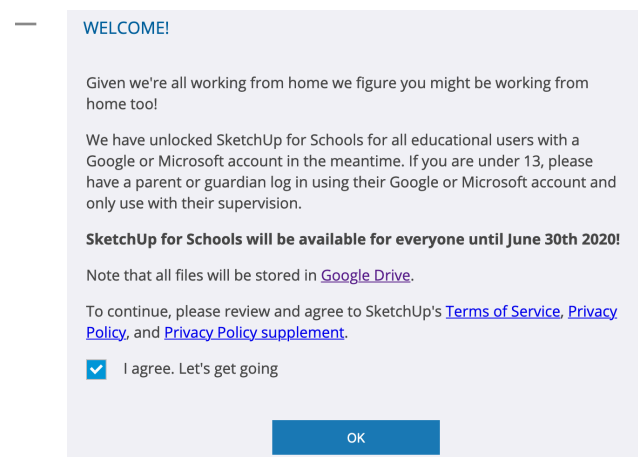 WELCOME!
Given we're all working from home we figure you might be working from
home too!
We have unlocked SketchUp for Schools for all educational users with a
Google or Microsoft account in the meantime. If you are under 13, please
have a parent or guardian log in using their Google or Microsoft account and
only use with their supervision.
SketchUp for Schools will be available for everyone until June 30th 2020!
Note that all files will be stored in Google Drive.
To continue, please review and agree to SketchUp's Terms of Service, Privacy
Policy, and Privacy Policy supplement.
I agree. Let's get going
OK